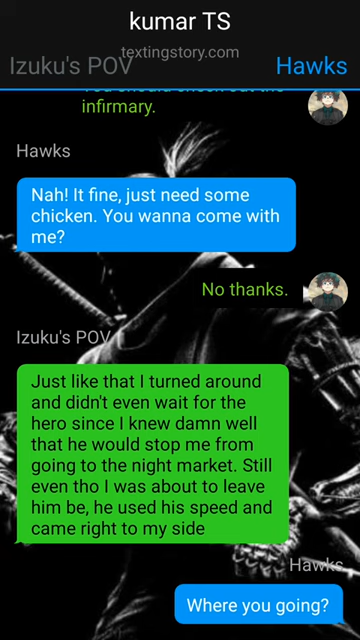 kumar TS
textingstory.com
Izuku's POV
Hawks
infirmary.
Hawks
Nah! It fine, just need some
chicken. You wanna come with
me?
No thanks.
Izuku's POV
Just like that I turned around
and didn't even wait for the
hero since I knew damn well
that he would stop me from
going to the night market. Still
even tho I was about to leave
him be, he used his speed and
came right to my side
Hawks
Where you going?